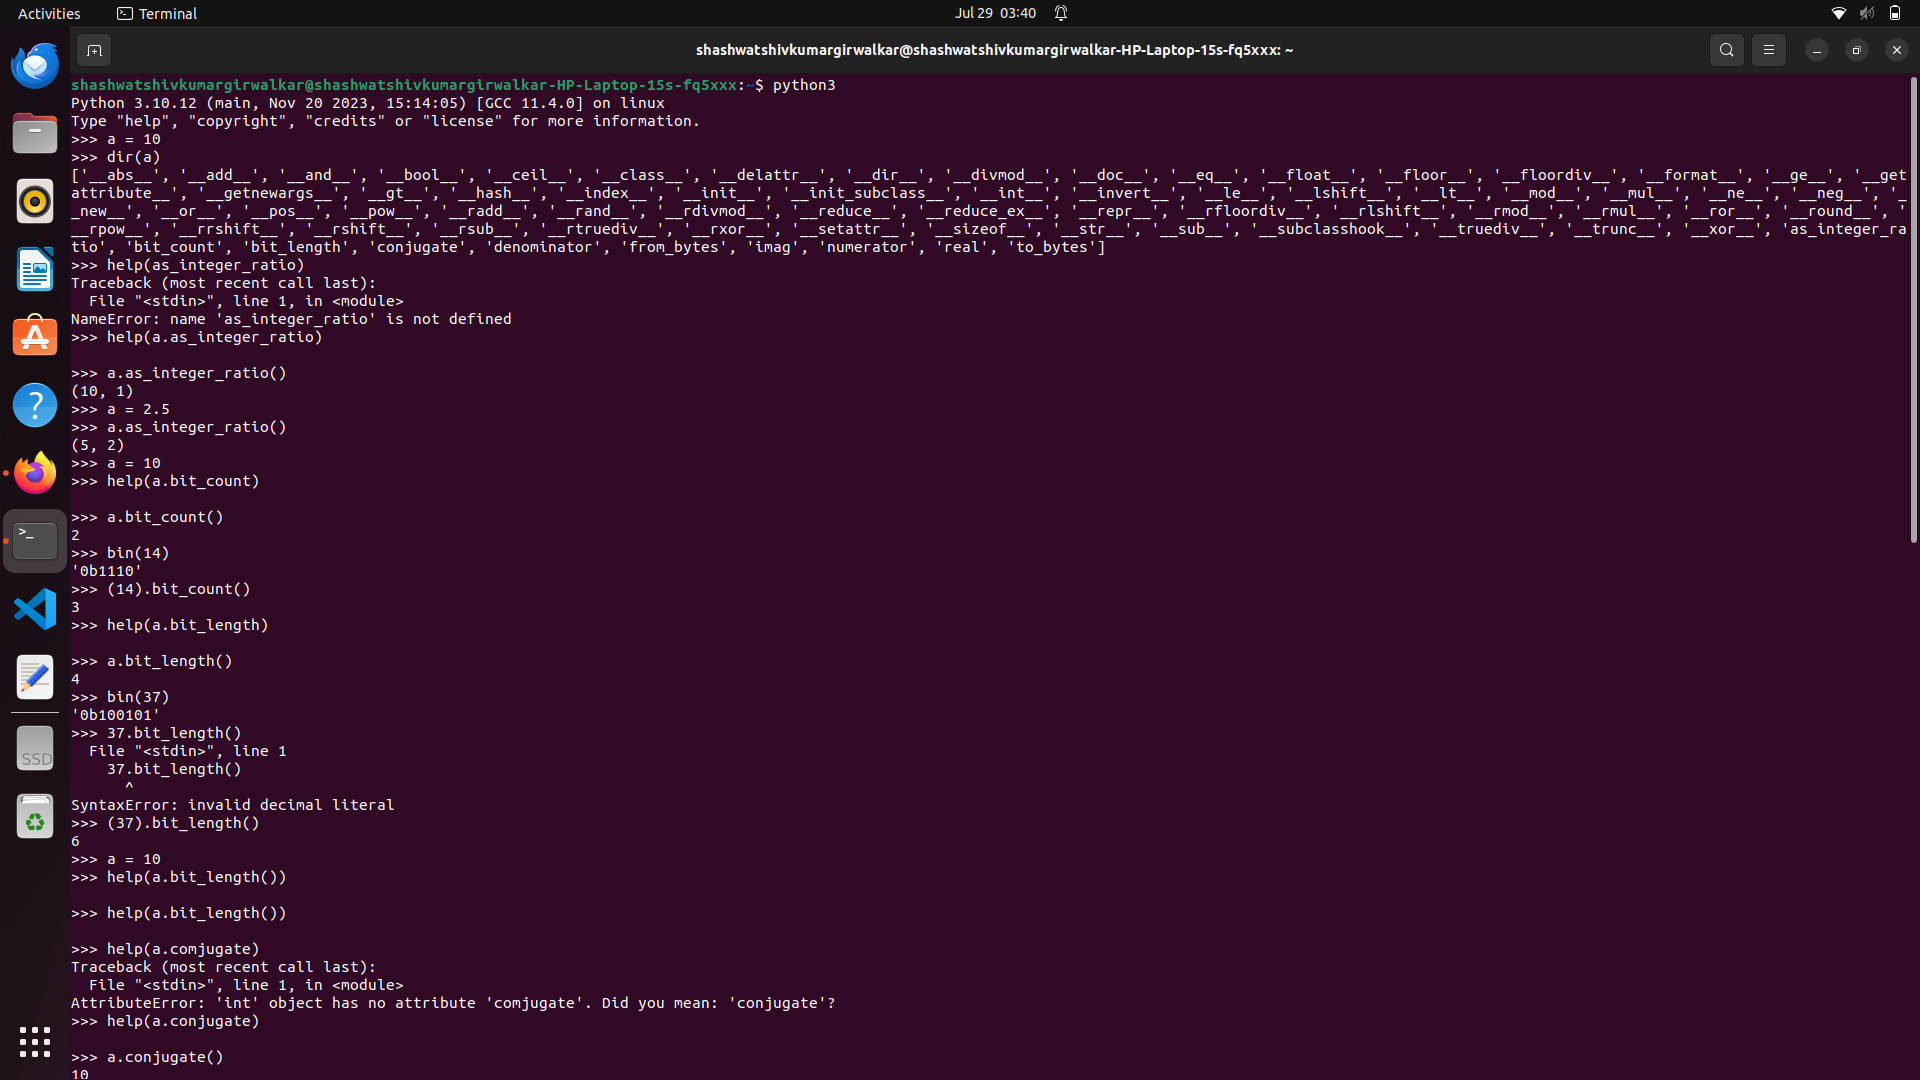 Activities
Terminal
Jul 29 03:40
shashwatshivkumargirwalkar@shashwatshivkumargirwalkar-HP-Laptop-15s-fq5xxx: ~
shashwatshivkumargirwalkar@shashwatshivkumargirwalkar-HP-Laptop-15s-fq5xxx:~$ python3
Python 3.10.12 (main, Nov 20 2023, 15:14:05) [GCC 11.4.0] on linux
Type "help", "copyright", "credits" or "license" for more information.
>>> a = 10
>>> dir(a)
['__abs__', '__add__', '__and__', '__bool__', '__ceil__', '__class__', '__delattr__', '__dir__', '__divmod__', '__doc__', '__eq__', '__float__', '__floor__', '__floordiv__', '__format__', '__ge__', '__get
attribute__', '__getnewargs__', '__gt__', '__hash__', '__index__', '__init__', '__init_subclass__', '__int__', '__invert__', '__le__', '__lshift__', '__lt__', '__mod__', '__mul__', '__ne__', '__neg__', '_
_new__', '__or__', '__pos__', '__pow__', '__radd__', '__rand__', '__rdivmod__', '__reduce__', '__reduce_ex__', '__repr__', '__rfloordiv__', '__rlshift__', '__rmod__', '__rmul__', '__ror__', '__round__', '
__rpow__', '__rrshift__', '__rshift__', '__rsub__', '__rtruediv__', '__rxor__', '__setattr__', '__sizeof__', '__str__', '__sub__', '__subclasshook__', '__truediv__', '__trunc__', '__xor__', 'as_integer_ra
tio', 'bit_count', 'bit_length', 'conjugate', 'denominator', 'from_bytes', 'imag', 'numerator', 'real', 'to_bytes']
>>> help(as_integer_ratio)
Traceback (most recent call last):
  File "<stdin>", line 1, in <module>
NameError: name 'as_integer_ratio' is not defined
>>> help(a.as_integer_ratio)
>>> a.as_integer_ratio()
(10, 1)
>>> a = 2.5
>>> a.as_integer_ratio()
(5, 2)
>>> a = 10
>>> help(a.bit_count)
>>> a.bit_count()
2
>>> bin(14)
'0b1110'
>>> (14).bit_count()
3
>>> help(a.bit_length)
>>> a.bit_length()
4
>>> bin(37)
'0b100101'
>>> 37.bit_length()
  File "<stdin>", line 1
    37.bit_length()
      ^
SyntaxError: invalid decimal literal
>>> (37).bit_length()
6
>>> a = 10
>>> help(a.bit_length())
>>> help(a.bit_length())
>>> help(a.comjugate)
Traceback (most recent call last):
  File "<stdin>", line 1, in <module>
AttributeError: 'int' object has no attribute 'comjugate'. Did you mean: 'conjugate'?
>>> help(a.conjugate)
>>> a.conjugate()
10
SSD